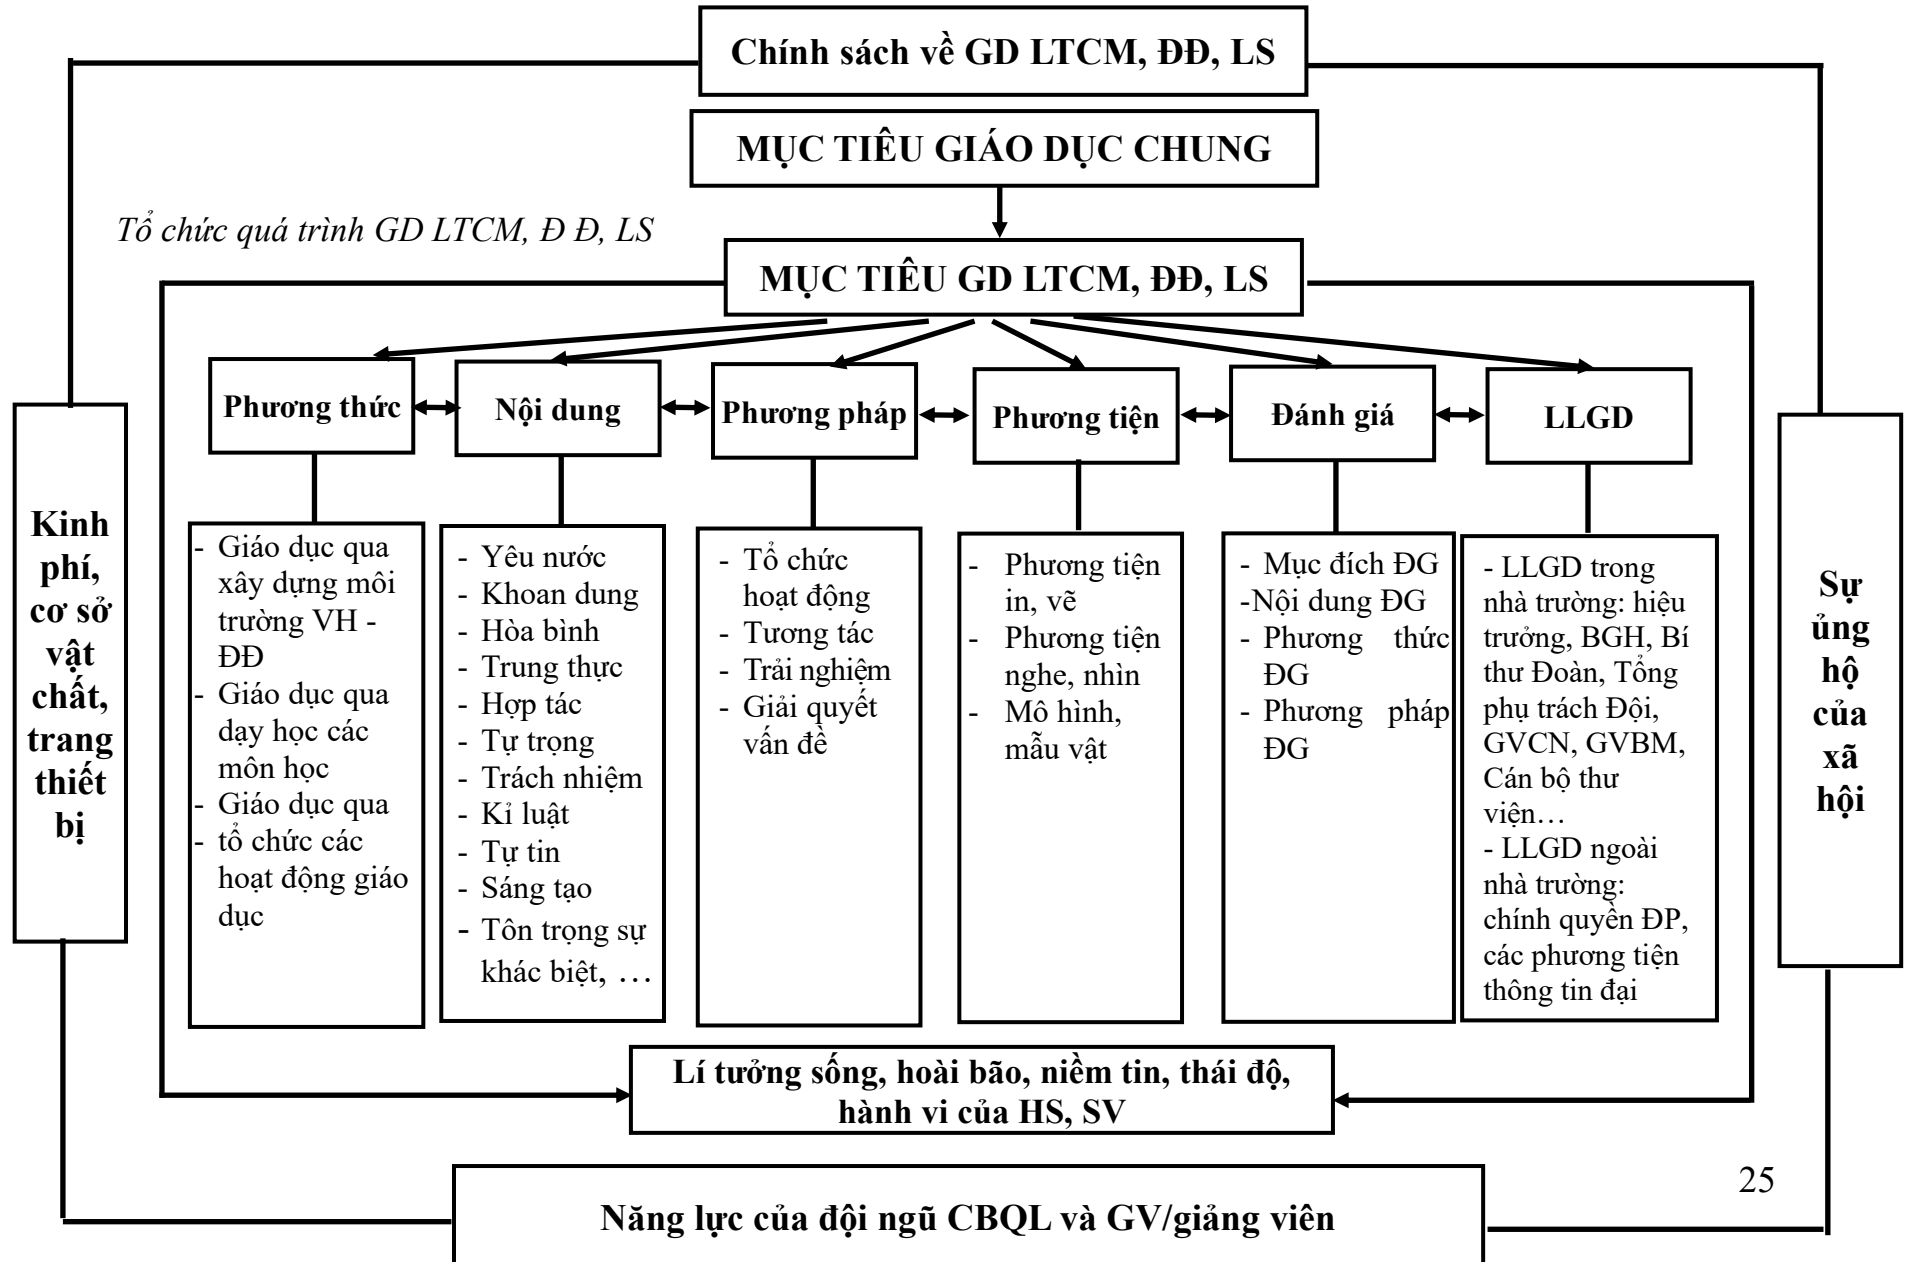 Chính sách về GD LTCM, ĐĐ, LS
MỤC TIÊU GIÁO DỤC CHUNG
Tổ chức quá trình GD LTCM, Đ Đ, LS
MỤC TIÊU GD LTCM, ĐĐ, LS
Phương thức
Nội dung
Phương pháp
Phương tiện
Đánh giá
LLGD
Kinh
phí,
cơ sở
vật
chất,
trang
thiết
bị
- Giáo dục qua
xây dựng môi
trường VH -
ĐĐ
- Giáo dục qua
dạy học các
môn học
- Giáo dục qua
- tổ chức các
hoạt động giáo
dục
- Yêu nước
- Khoan dung
- Hòa bình
- Trung thực
- Hợp tác
- Tự trọng
- Trách nhiệm
- Kỉ luật
- Tự tin
- Sáng tạo
- Tôn trọng sự
khác biệt, …
- Tổ chức
hoạt động
- Tương tác
- Trải nghiệm
- Giải quyết
vấn đề
- Phương tiện
in, vẽ
- Phương tiện
nghe, nhìn
- Mô hình,
mẫu vật
- Mục đích ĐG
-Nội dung ĐG
- Phương thức
ĐG
- Phương pháp
ĐG
- LLGD trong
nhà trường: hiệu
trưởng, BGH, Bí
thư Đoàn, Tổng
phụ trách Đội,
GVCN, GVBM,
Cán bộ thư
viện…
- LLGD ngoài
nhà trường:
chính quyền ĐP,
các phương tiện
thông tin đại
Sự
ủng
hộ
của
xã
hội
Lí tưởng sống, hoài bão, niềm tin, thái độ,
hành vi của HS, SV
25
Năng lực của đội ngũ CBQL và GV/giảng viên